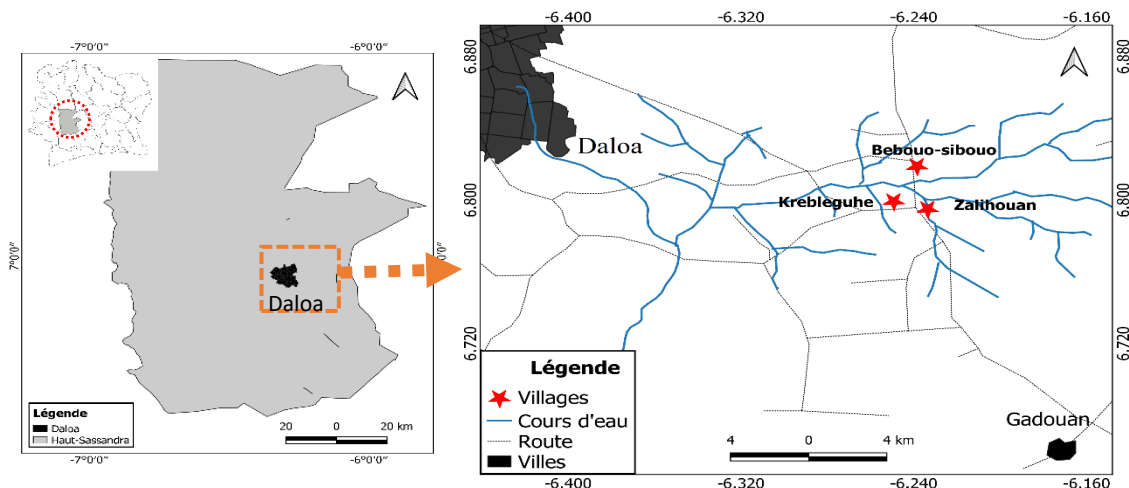 -7°0'0"
-6°0'0"
7°0'0"
0'0"
Daloa
Légende
Daloa
Haut-Sassandra
20 0 20 km
-7°0'0"
-6°0'0"
-6.400
-6.320
-6.240
-6.160
6.880
6.880
Daloa
Bebouo-sibouo
6.800
Krebleguhe
Zalihouan
6.800
6.720
6.720
Légende
Villages
Cours d'eau
Route
Villes
4 0 4 km
Gadouan
-6.400
-6.320
-6.240
-6.160